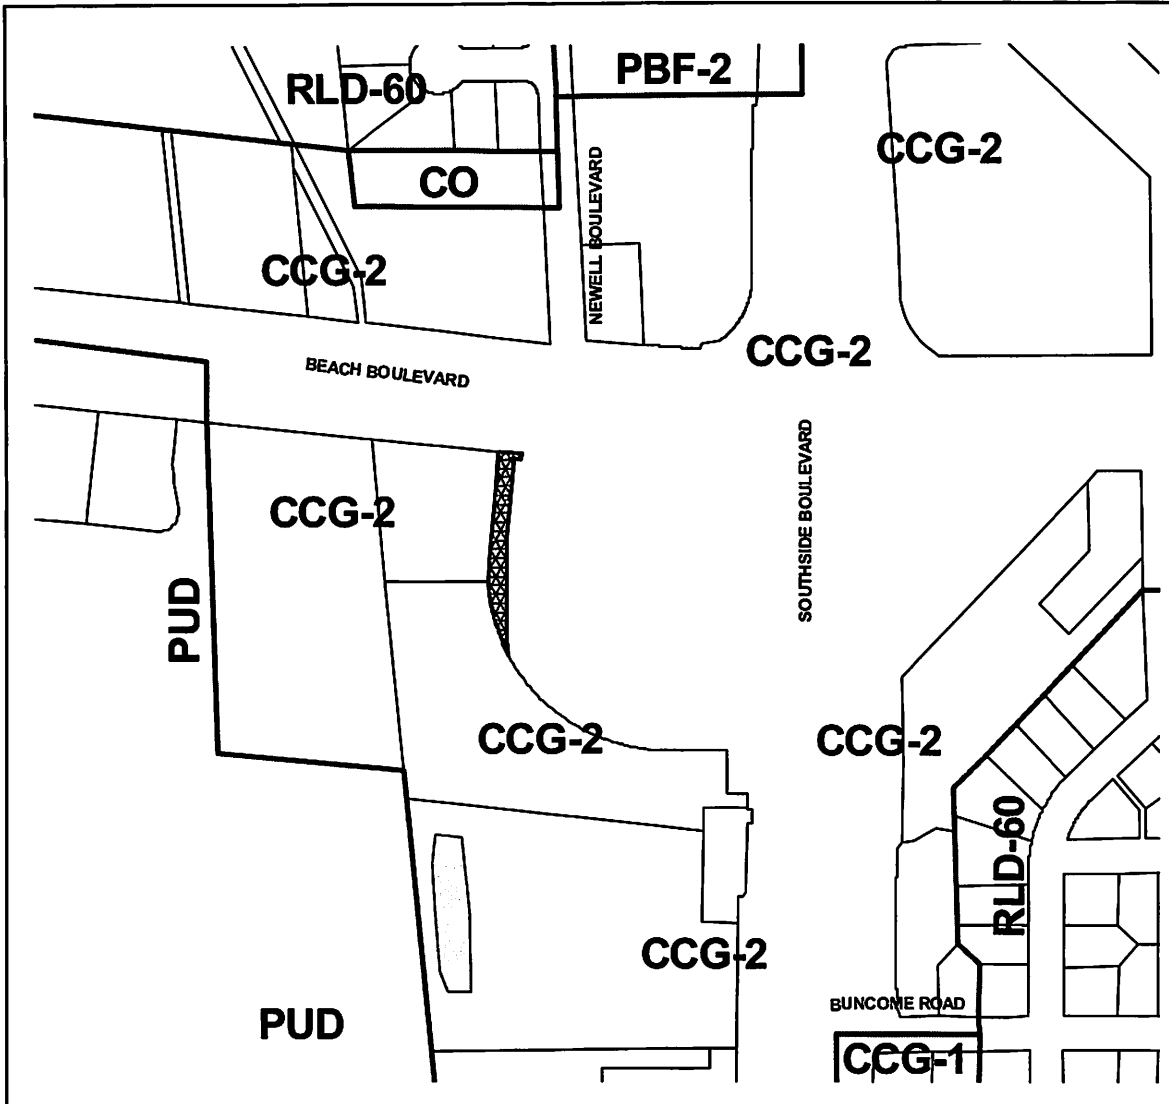 PBF-2
RLD-60
CCG-2
CO
NEWELL BOULEVARD
CCG-2
CCG-2
BEACH BOULEVARD
SOUTHSIDE BOULEVARD
CCG-2
PUD
CCG-2
CCG-2
RLD-60
CCG-2
BUNCOME ROAD
PUD
CCG-1